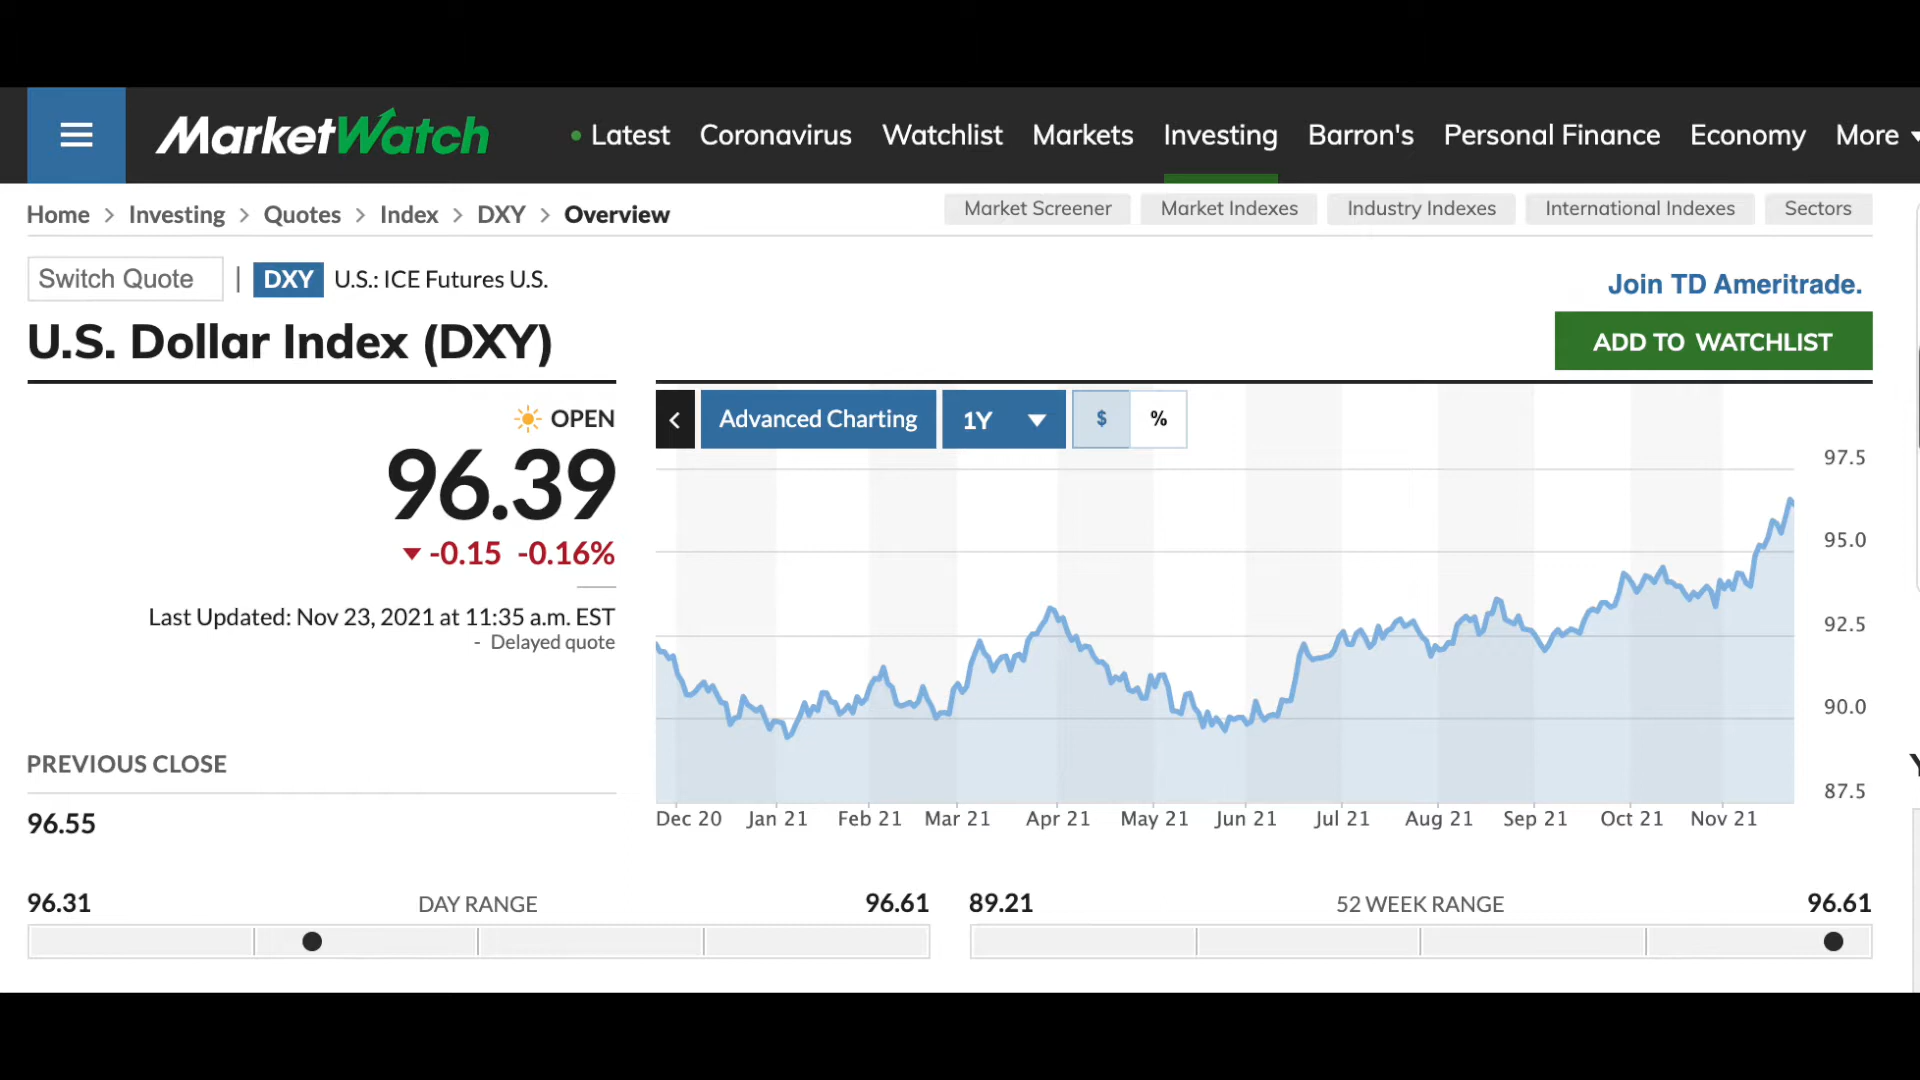 MarketWatch
Latest Coronavirus Watchlist Markets Investing Barron's Personal Finance Economy More
Home > Investing > Quotes > Index > DXY > Overview
Market Screener Market Indexes Industry Indexes International Indexes Sectors
Switch Quote | DXY U.S.: ICE Futures U.S.
Join TD Ameritrade.
U.S. Dollar Index (DXY)
ADD TO WATCHLIST
OPEN
96.39
-0.15 -0.16%
Last Updated: Nov 23, 2021 at 11:35 a.m. EST
- Delayed quote
PREVIOUS CLOSE
96.55
Advanced Charting 1Y $ %
97.5
95.0
92.5
90.0
87.5
Dec 20 Jan 21 Feb 21 Mar 21 Apr 21 May 21 Jun 21 Jul 21 Aug 21 Sep 21 Oct 21 Nov 21
96.31 DAY RANGE 96.61
89.21 52 WEEK RANGE 96.61